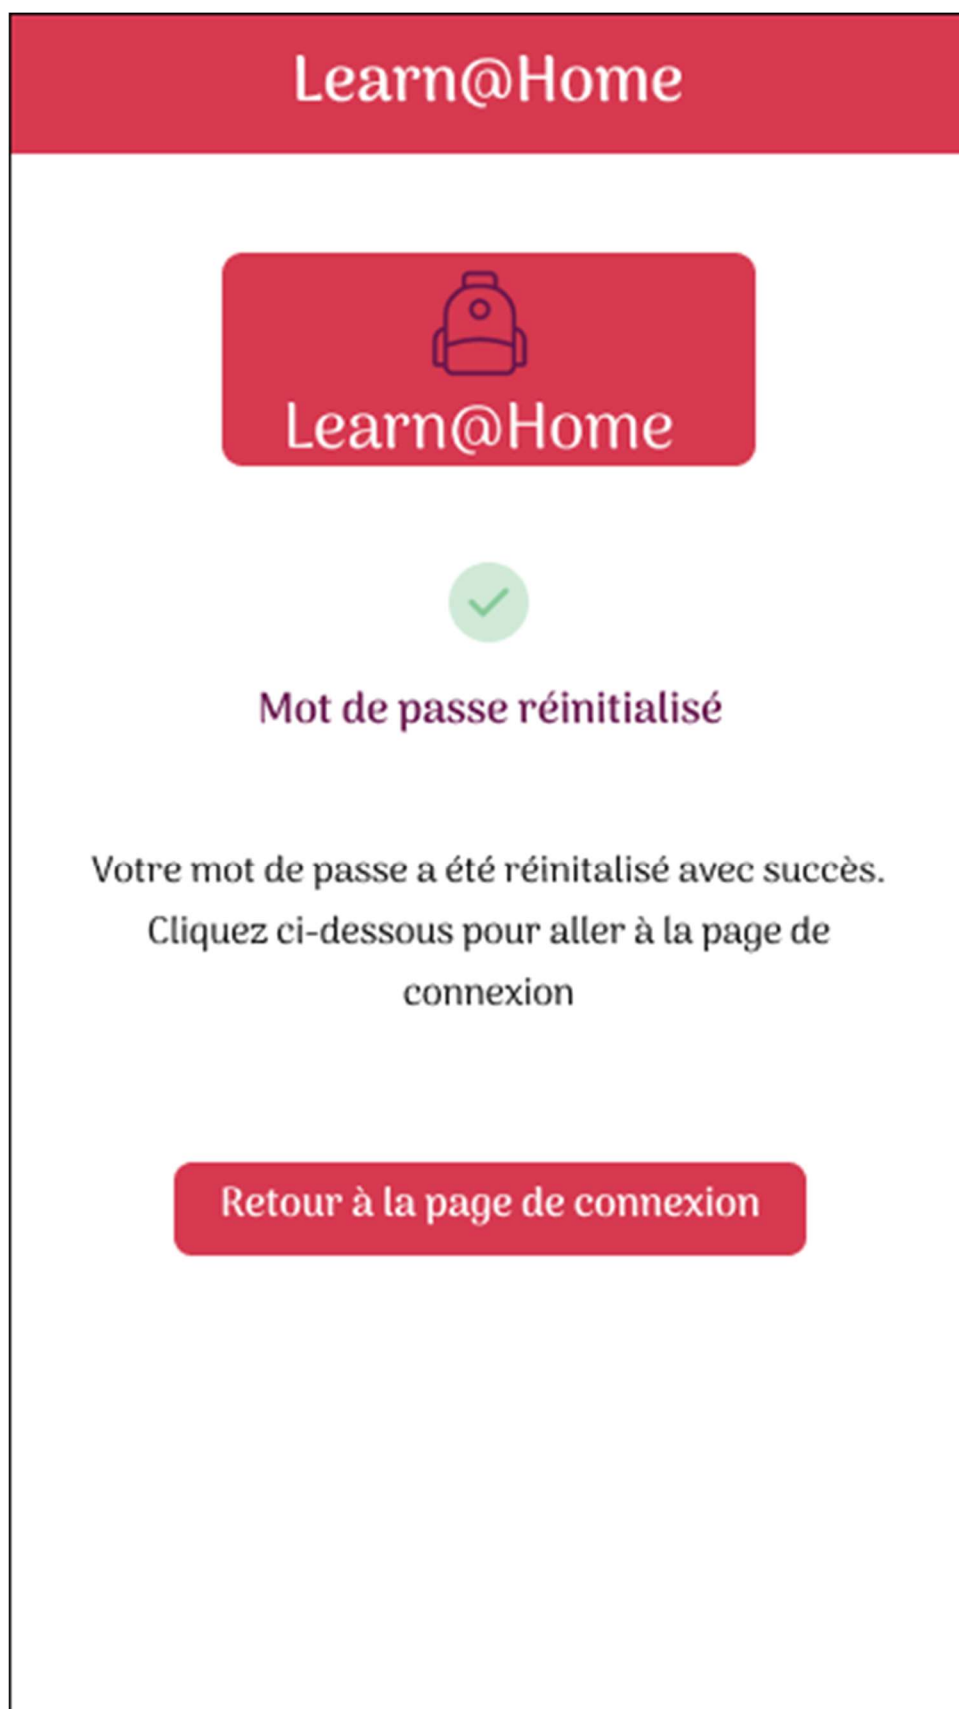 Learn@Home
Learn@Home
Mot de passe réinitialisé
Votre mot de passe a été réinitalisé avec succès.
Cliquez ci-dessous pour aller à la page de
connexion
Retour à la page de connexion